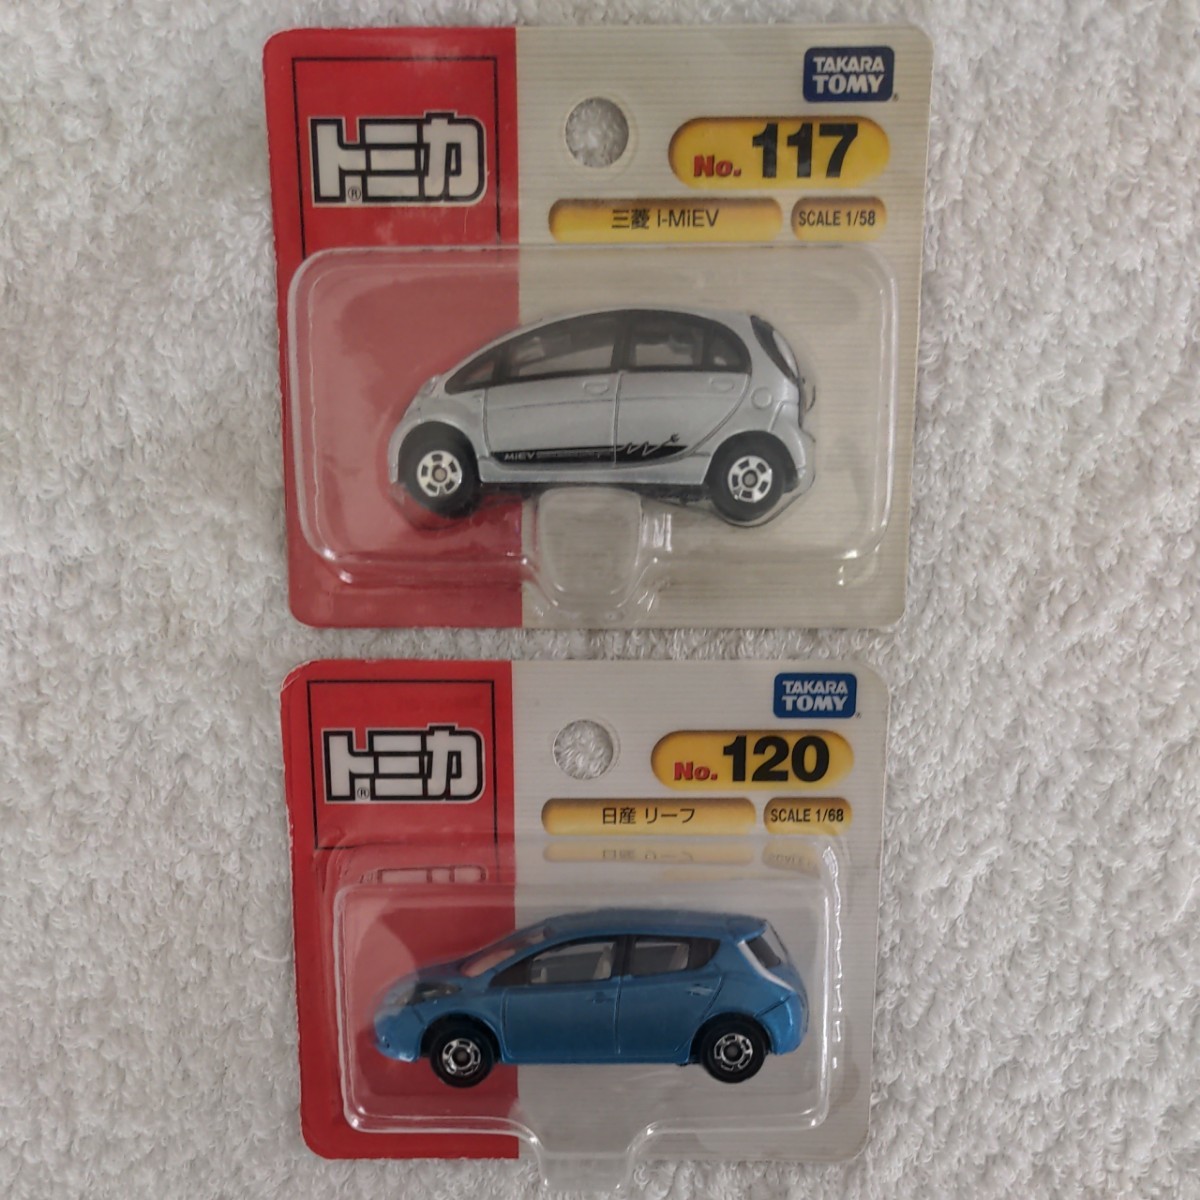 TAKARA
TOMY
トミカ®
No. 117
三菱 i-MiEV
SCALE 1/58
MiEV
TAKARA
TOMY
トミカ®
No. 120
日産 リーフ
SCALE 1/68